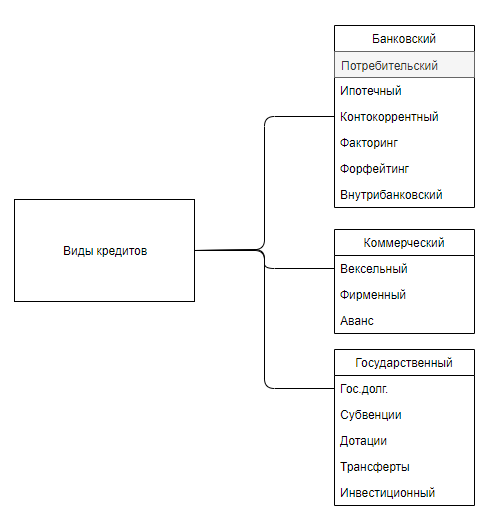 Виды кредитов
Банковский
Потребительский
Ипотечный
Контокоррентный
Факторинг
Форфейтинг
Внутрибанковский
Коммерческий
Вексельный
Фирменный
Аванс
Государственный
Гос.долг.
Субвенции
Дотации
Трансферты
Инвестиционный